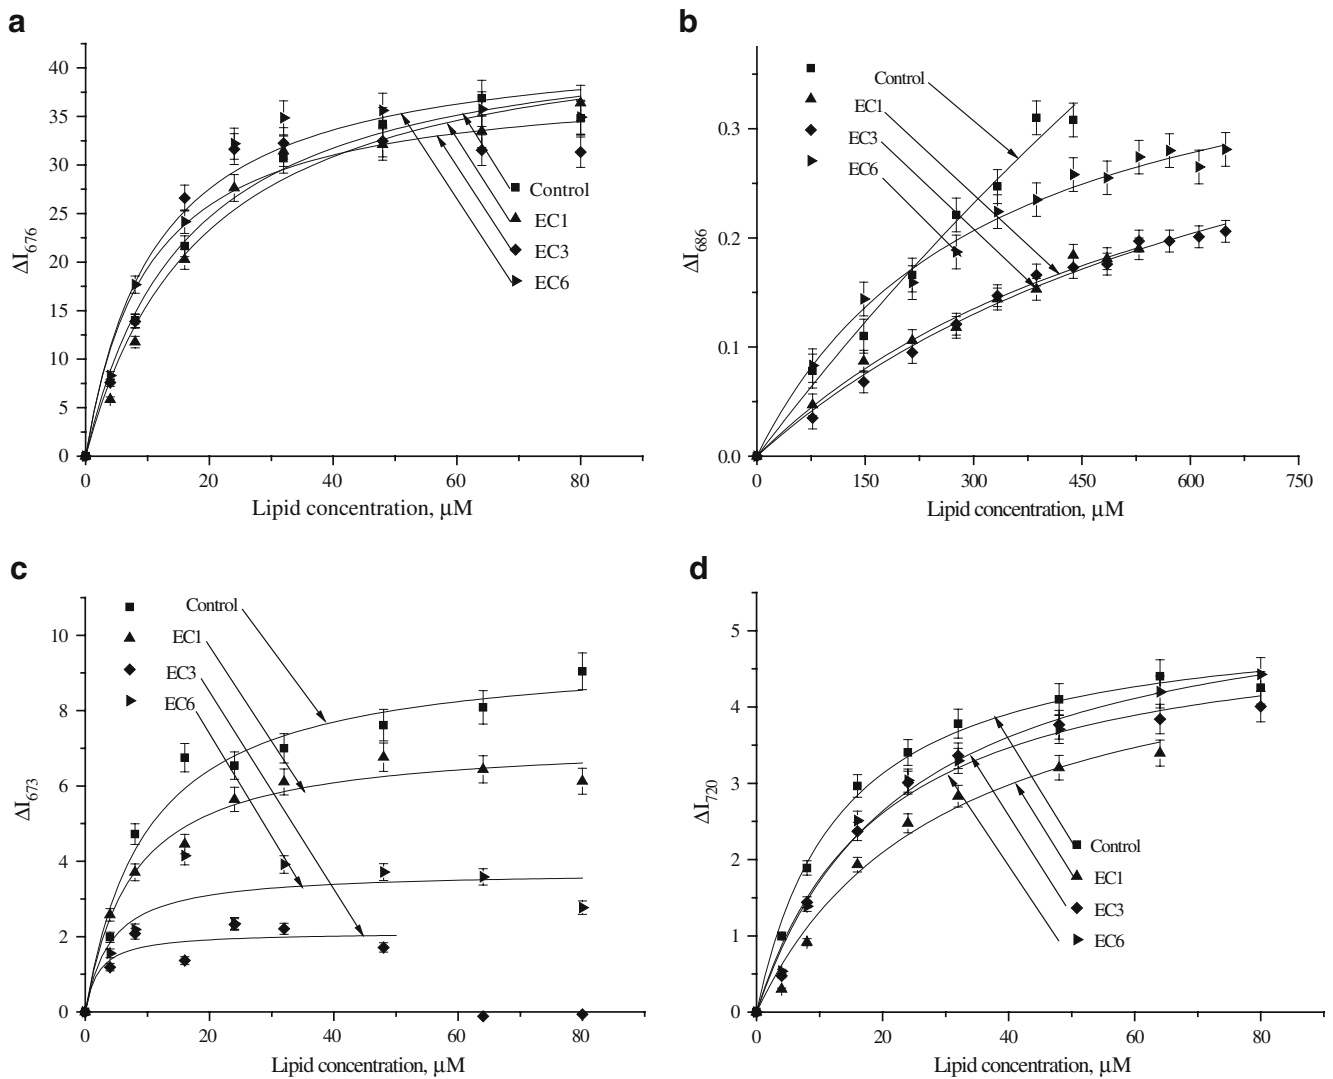 a
40
35
30
25
20
15
10
5
0
ΔI676
0 20 40 60 80
Lipid concentration, μM
Control
EC1
EC3
EC6
b
0.3
0.2
0.1
0.0
ΔI686
0 150 300 450 600 750
Lipid concentration, μM
Control
EC1
EC3
EC6
c
10
8
6
4
2
0
ΔI673
0 20 40 60 80
Lipid concentration, μM
Control
EC1
EC3
EC6
d
5
4
3
2
1
0
ΔI720
0 20 40 60 80
Lipid concentration, μM
Control
EC1
EC3
EC6